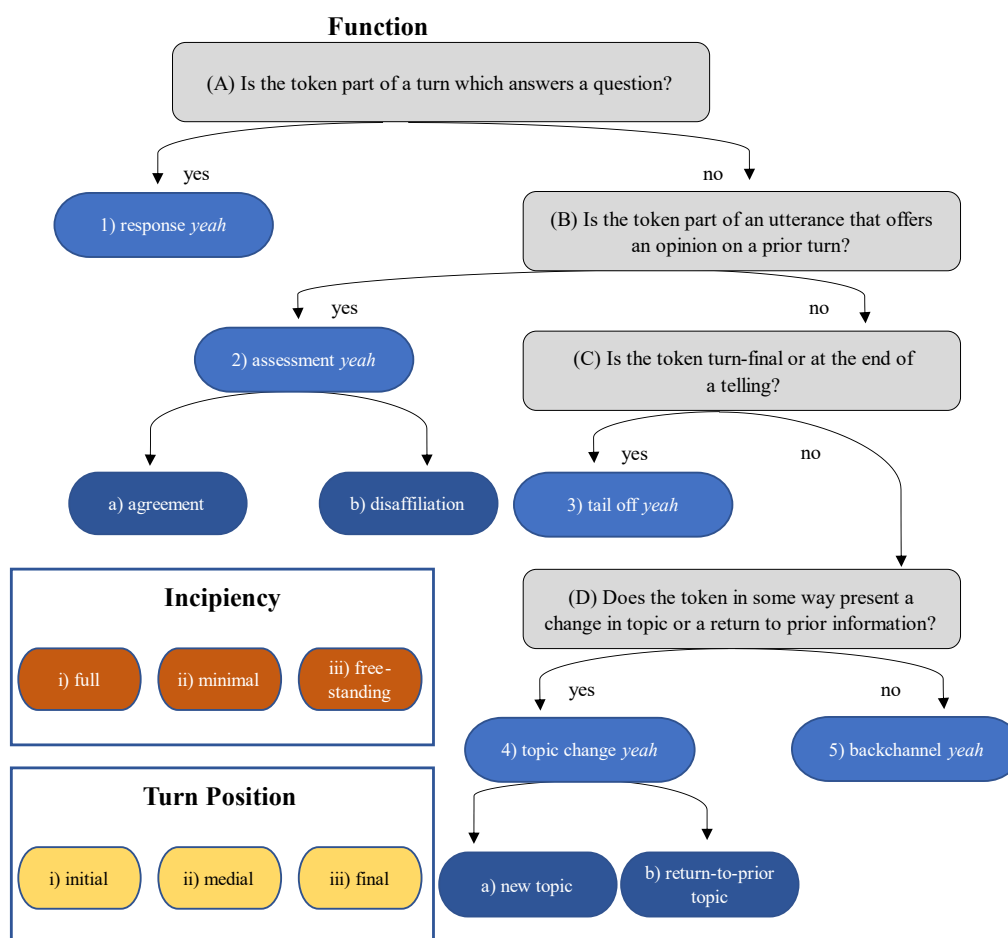 Function
(A) Is the token part of a turn which answers a question?
yes
no
1) response yeah
(B) Is the token part of an utterance that offers
an opinion on a prior turn?
yes
no
2) assessment yeah
(C) Is the token turn-final or at the end of
a telling?
yes
no
a) agreement
b) disaffiliation
3) tail off yeah
Incipiency
i) full
ii) minimal
iii) free-
standing
(D) Does the token in some way present a
change in topic or a return to prior information?
yes
no
4) topic change yeah
5) backchannel yeah
Turn Position
i) initial
ii) medial
iii) final
a) new topic
b) return-to-prior
topic